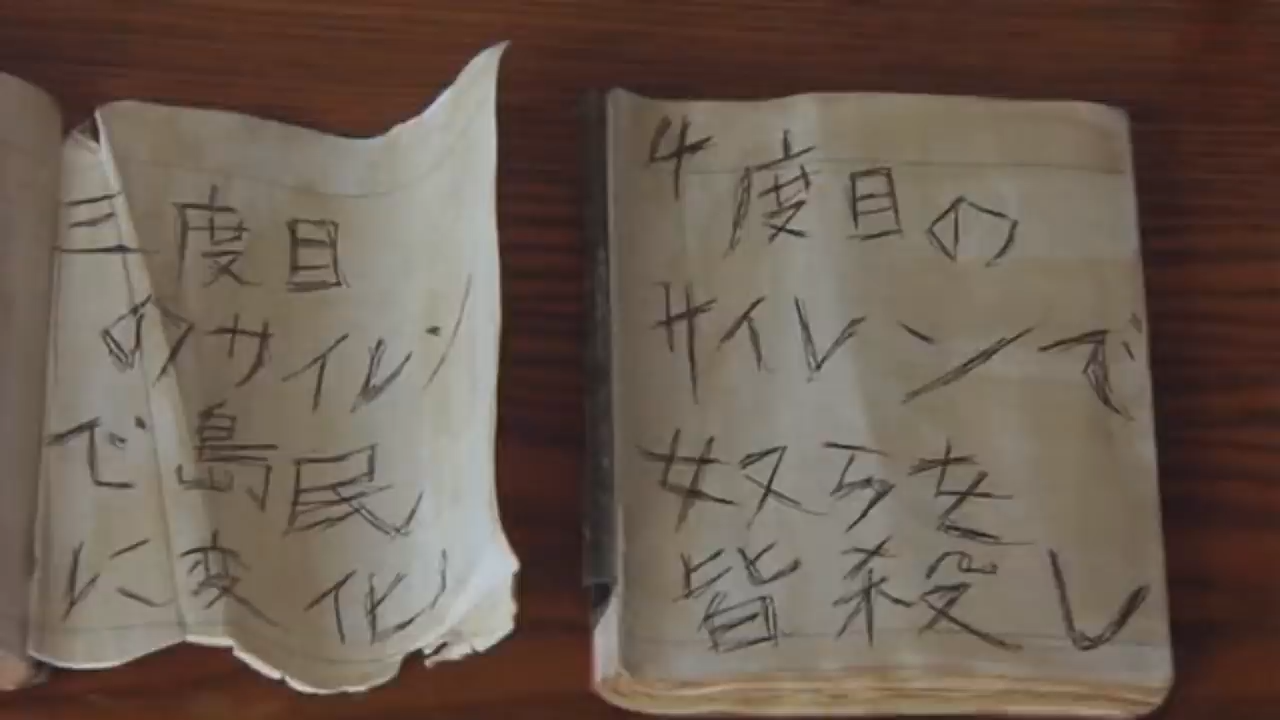 三度目
のサイレン
で島民
に変化
4度目の
サイレンで
奴らを
皆殺し